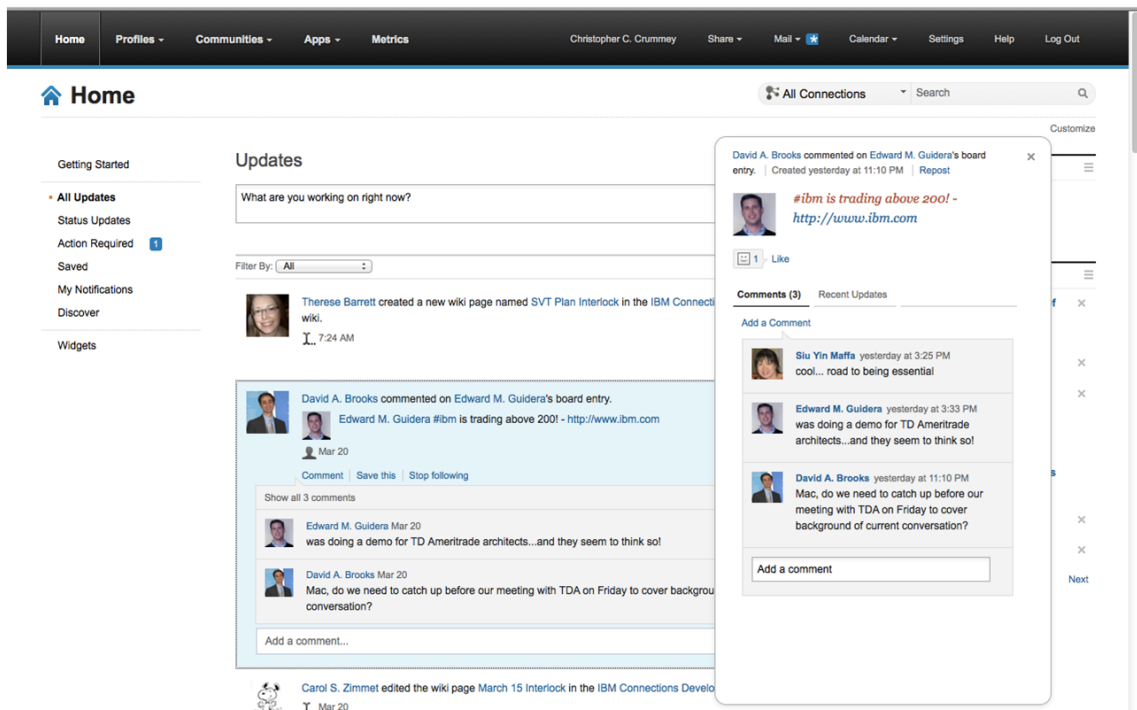 Home
Profiles
Communities
Apps
Metrics
Christopher C. Crummey
Share
Mail
Calendar
Settings
Help
Log Out
Home
All Connections
Search
Customize
Getting Started
All Updates
Status Updates
Action Required 1
Saved
My Notifications
Discover
Widgets
Updates
What are you working on right now?
Filter By: All
Therese Barrett created a new wiki page named SVT Plan Interlock in the IBM Connecti
wiki.
7:24 AM
David A. Brooks commented on Edward M. Guidera's board entry.
Edward M. Guidera #ibm is trading above 200! - http://www.ibm.com
Mar 20
Comment | Save this | Stop following
Show all 3 comments
Edward M. Guidera Mar 20
was doing a demo for TD Ameritrade architects...and they seem to think so!
David A. Brooks Mar 20
Mac, do we need to catch up before our meeting with TDA on Friday to cover backgrou
conversation?
Add a comment...
Carol S. Zimmet edited the wiki page March 15 Interlock in the IBM Connections Develo
Mar 20
David A. Brooks commented on Edward M. Guidera's board
entry. | Created yesterday at 11:10 PM | Repost
#ibm is trading above 200! -
http://www.ibm.com
1 Like
Comments (3)
Recent Updates
Add a Comment
Siu Yin Maffa yesterday at 3:25 PM
cool... road to being essential
Edward M. Guidera yesterday at 3:33 PM
was doing a demo for TD Ameritrade
architects...and they seem to think so!
David A. Brooks yesterday at 11:10 PM
Mac, do we need to catch up before our
meeting with TDA on Friday to cover
background of current conversation?
Add a comment
f
s
Next